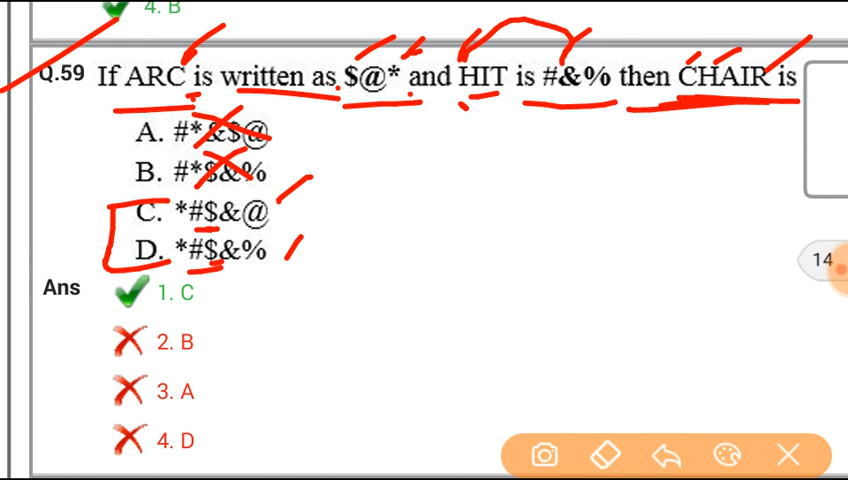 4. B
Q.59 If ARC is written as $@* and HIT is #&% then CHAIR is
A. #*&$@
B. #*$&%
C. *#$&@
D. *#$&%
Ans
1. C
2. B
3. A
4. D
14